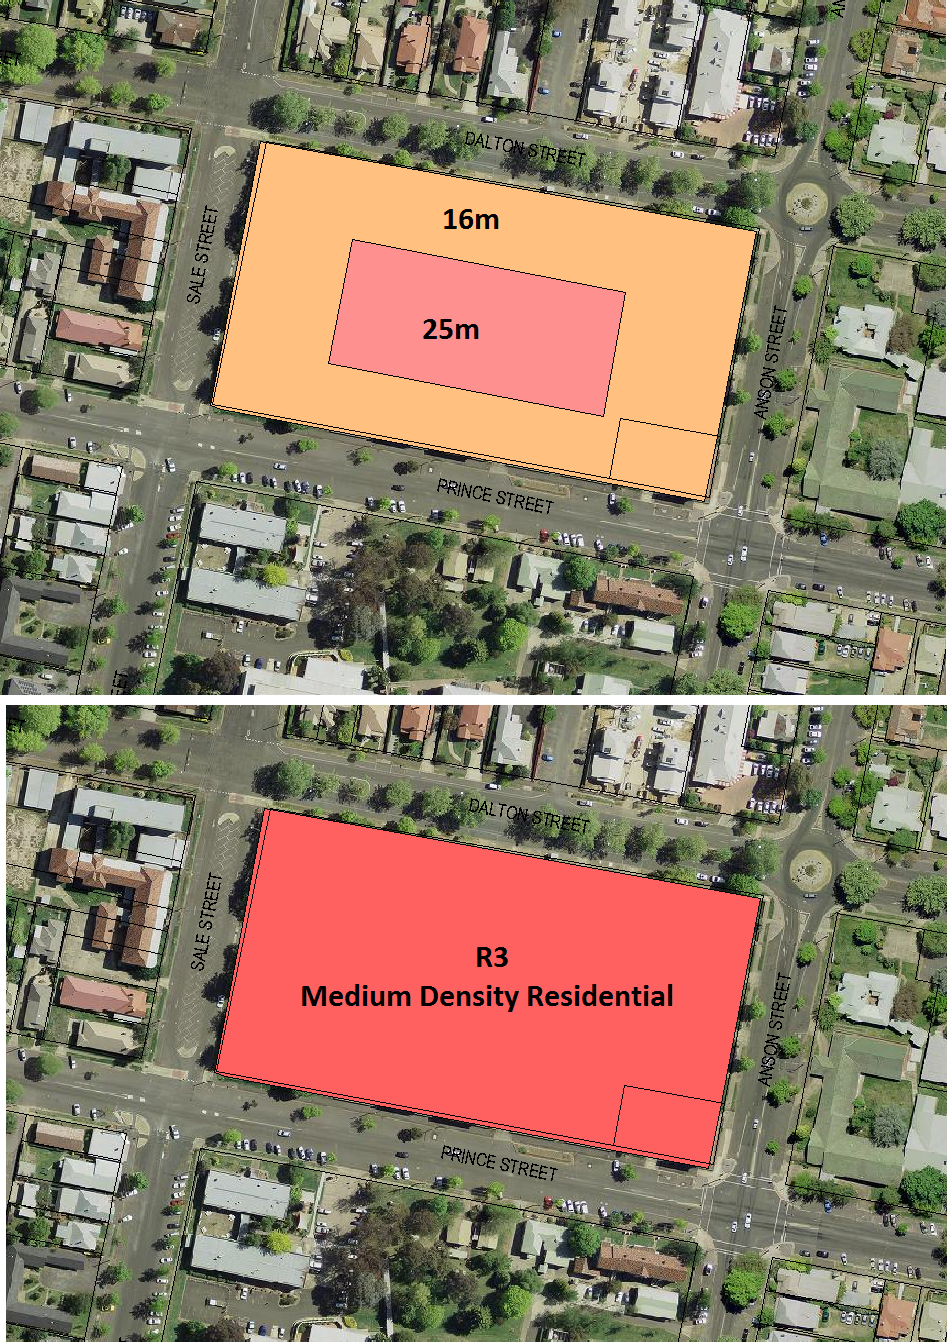 DALTON STREET
16m
SALE STREET
25m
ANSON STREET
PRINCE STREET
DALTON STREET
SALE STREET
R3
Medium Density Residential
ANSON STREET
PRINCE STREET